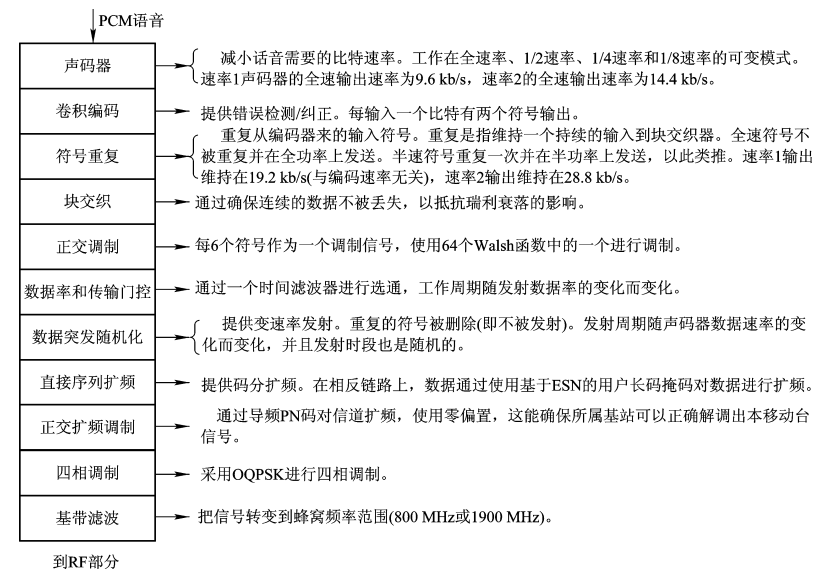 PCM语音
声码器
减小话音需要的比特速率。工作在全速率、1/2速率、1/4速率和1/8速率的可变模式。
速率1声码器的全速输出速率为9.6 kb/s，速率2的全速输出速率为14.4 kb/s。
卷积编码
提供错误检测/纠正。每输入一个比特有两个符号输出。
符号重复
重复从编码器来的输入符号。重复是指维持一个持续的输入到块交织器。全速符号不
被重复并在全功率上发送。半速符号重复一次并在半功率上发送，以此类推。速率1输出
维持在19.2 kb/s(与编码速率无关)，速率2输出维持在28.8 kb/s。
块交织
通过确保连续的数据不被丢失，以抵抗瑞利衰落的影响。
正交调制
每6个符号作为一个调制信号，使用64个Walsh函数中的一个进行调制。
数据率和传输门控
通过一个时间滤波器进行选通，工作周期随发射数据率的变化而变化。
数据突发随机化
提供变速率发射。重复的符号被删除(即不被发射)。发射周期随声码器数据速率的变
化而变化，并且发射时段也是随机的。
直接序列扩频
提供码分扩频。在相反链路上，数据通过使用基于ESN的用户长码掩码对数据进行扩频。
正交扩频调制
通过导频PN码对信道扩频，使用零偏置，这能确保所属基站可以正确解调出本移动台
信号。
四相调制
采用OQPSK进行四相调制。
基带滤波
把信号转变到蜂窝频率范围(800 MHz或1900 MHz)。
到RF部分